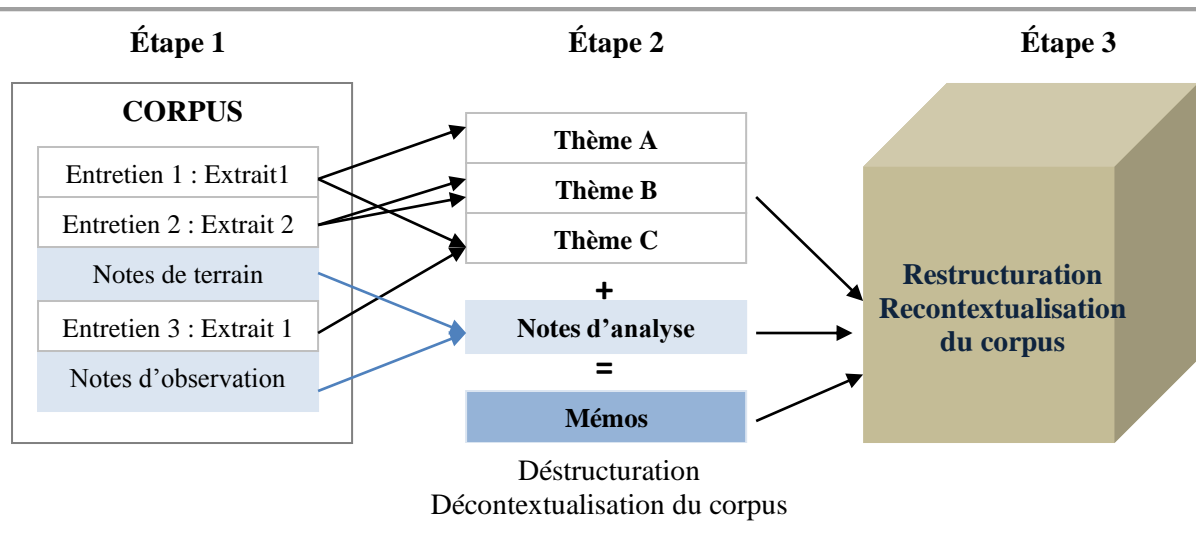 Étape 1
Étape 2
Étape 3
CORPUS
Entretien 1 : Extrait1
Entretien 2 : Extrait 2
Notes de terrain
Entretien 3 : Extrait 1
Notes d'observation
Thème A
Thème B
Thème C
+
Notes d'analyse
=
Mémos
Déstructuration
Décontextualisation du corpus
Restructuration
Recontextualisation
du corpus